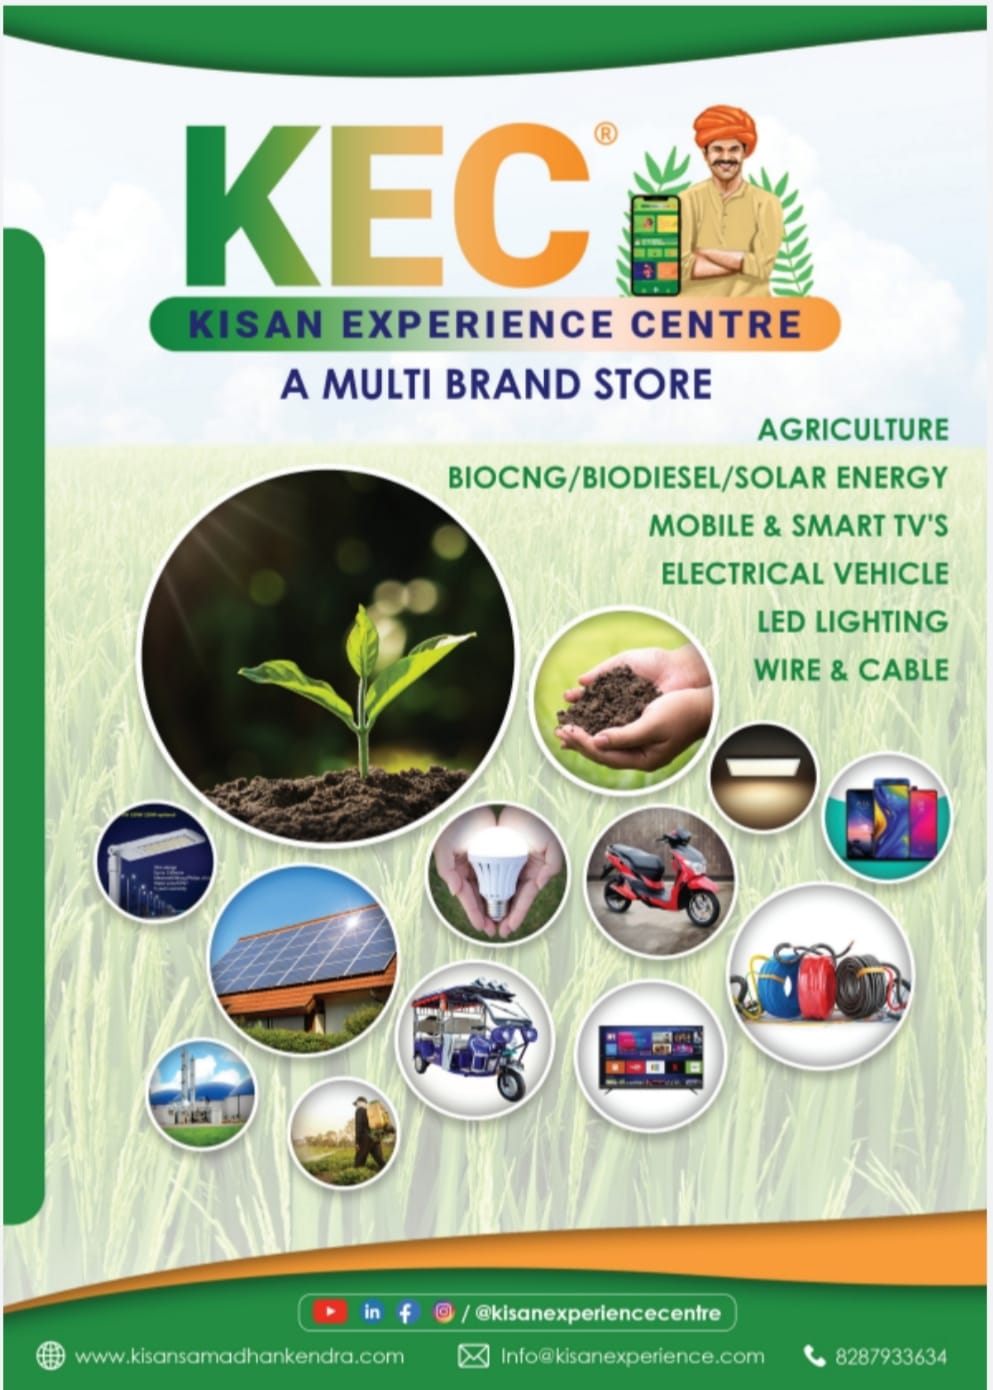 KEC®
KISAN EXPERIENCE CENTRE
A MULTI BRAND STORE
AGRICULTURE
BIOCNG/BIODIESEL/SOLAR ENERGY
MOBILE & SMART TV'S
ELECTRICAL VEHICLE
LED LIGHTING
WIRE & CABLE
/ @kisanexperiencecentre
www.kisansamadhankendra.com
Info@kisanexperience.com
8287933634